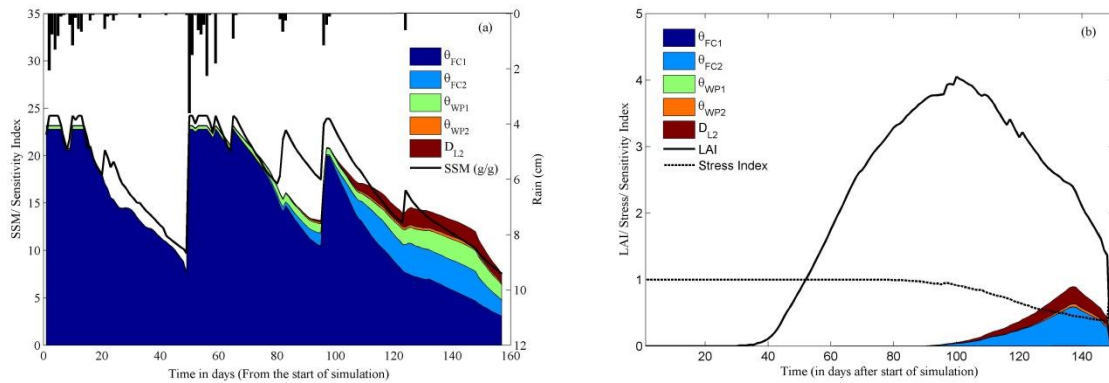 35
30
25
20
15
10
5
0
SSM/ Sensitivity Index
0
20
40
60
80
100
120
140
160
Time in days (From the start of simulation)
0
2
4
6
8
10
12
Rain (cm)
(a)
θFC1
θFC2
θWP1
θWP2
DL2
SSM (g/g)
5
4
3
2
1
0
LAI/ Stress/ Sensitivity Index
20
40
60
80
100
120
140
Time (in days after start of simulation)
(b)
θFC1
θFC2
θWP1
θWP2
DL2
LAI
Stress Index